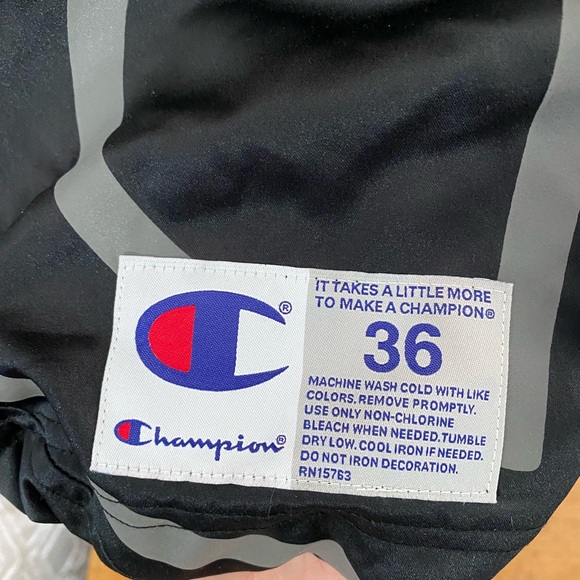 IT TAKES A LITTLE MORE
TO MAKE A CHAMPION®
36
MACHINE WASH COLD WITH LIKE
COLORS. REMOVE PROMPTLY.
USE ONLY NON-CHLORINE
BLEACH WHEN NEEDED. TUMBLE
DRY LOW. COOL IRON IF NEEDED.
DO NOT IRON DECORATION.
RN15763
C®
Champion®